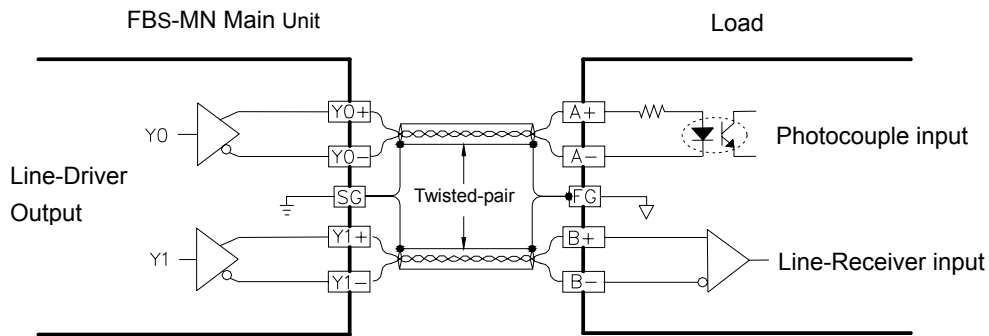 FBS-MN Main Unit
Load
Y0
Y0+
Y0-
A+
A-
Photocouple input
Line-Driver
Output
SG
Twisted-pair
FG
Y1
Y1+
Y1-
B+
B-
Line-Receiver input